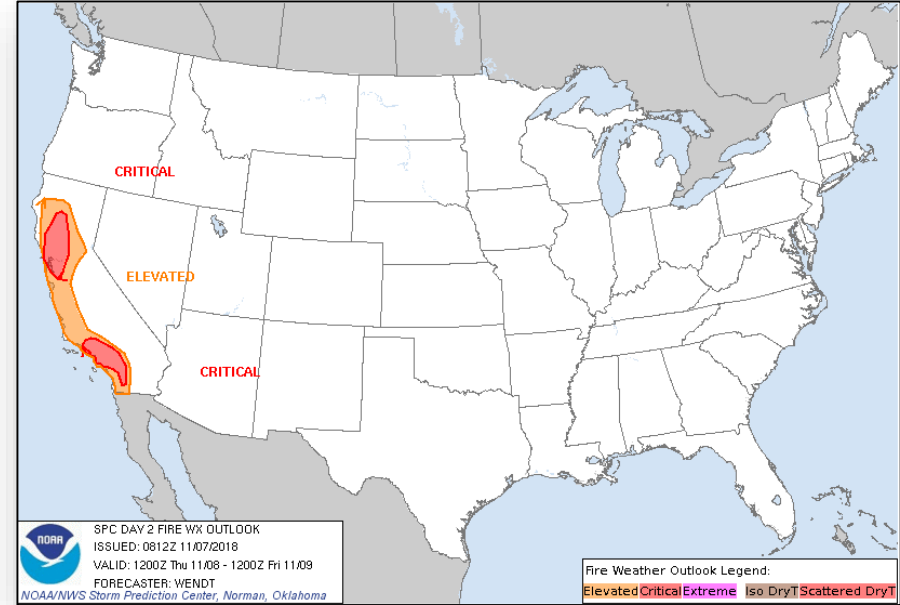 CRITICAL
ELEVATED
CRITICAL
NOAA
SPC DAY 2 FIRE WX OUTLOOK
ISSUED: 0812Z 11/07/2018
VALID: 1200Z Thu 11/08 - 1200Z Fri 11/09
FORECASTER: WENDT
NOAA/NWS Storm Prediction Center, Norman, Oklahoma
Fire Weather Outlook Legend:
Elevated Critical Extreme Iso DryT Scattered DryT